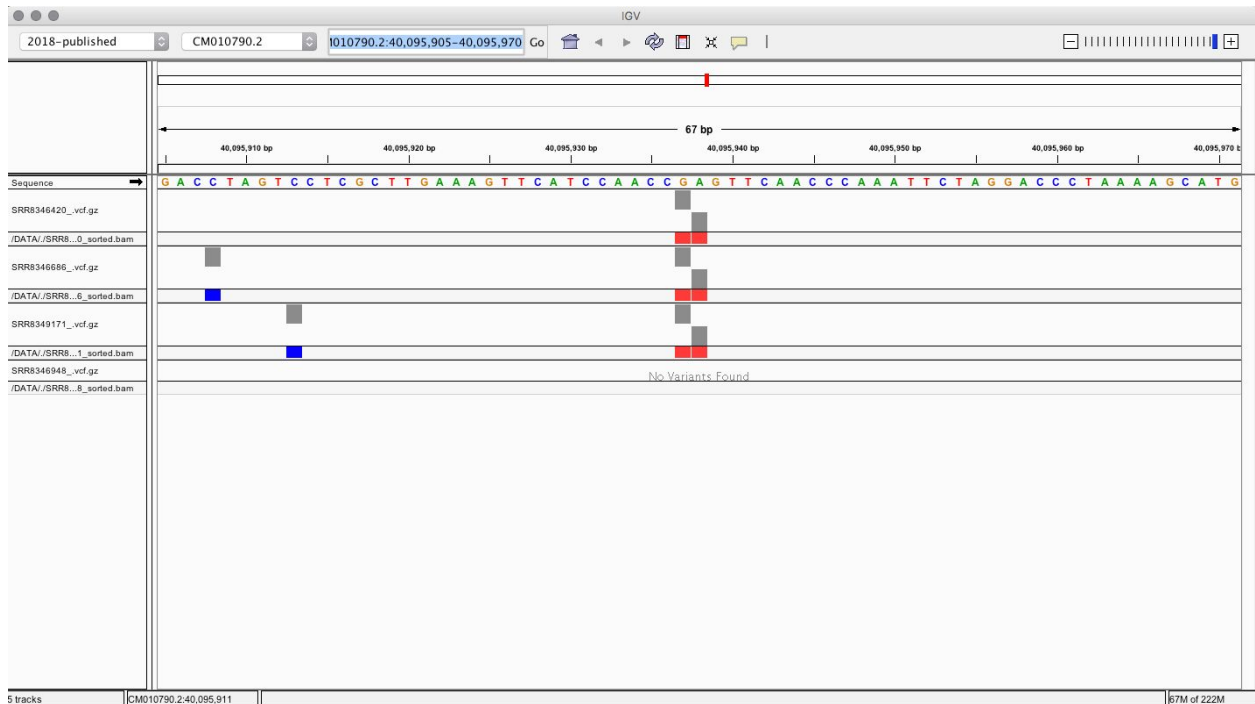 IGV
2018-published CM010790.2 1010790.2:40,095,905-40,095,970 Go
67 bp
40,095,910 bp 40,095,920 bp 40,095,930 bp 40,095,940 bp 40,095,950 bp 40,095,960 bp 40,095,970 b
Sequence G A C C T A G T C C T C G C T T G A A A G T T C A T C C A A C C G A G T T C A A C C C A A A T T C T A G G A C C C T A A A A G C A T G
SRR8346420_.vcf.gz
/DATA/./SRR8...0_sorted.bam
SRR8346686_.vcf.gz
/DATA/./SRR8...6_sorted.bam
SRR8349171_.vcf.gz
/DATA/./SRR8...1_sorted.bam
SRR8346948_.vcf.gz
No Variants Found
/DATA/./SRR8...8_sorted.bam
5 tracks CM010790.2:40,095,911 67M of 222M